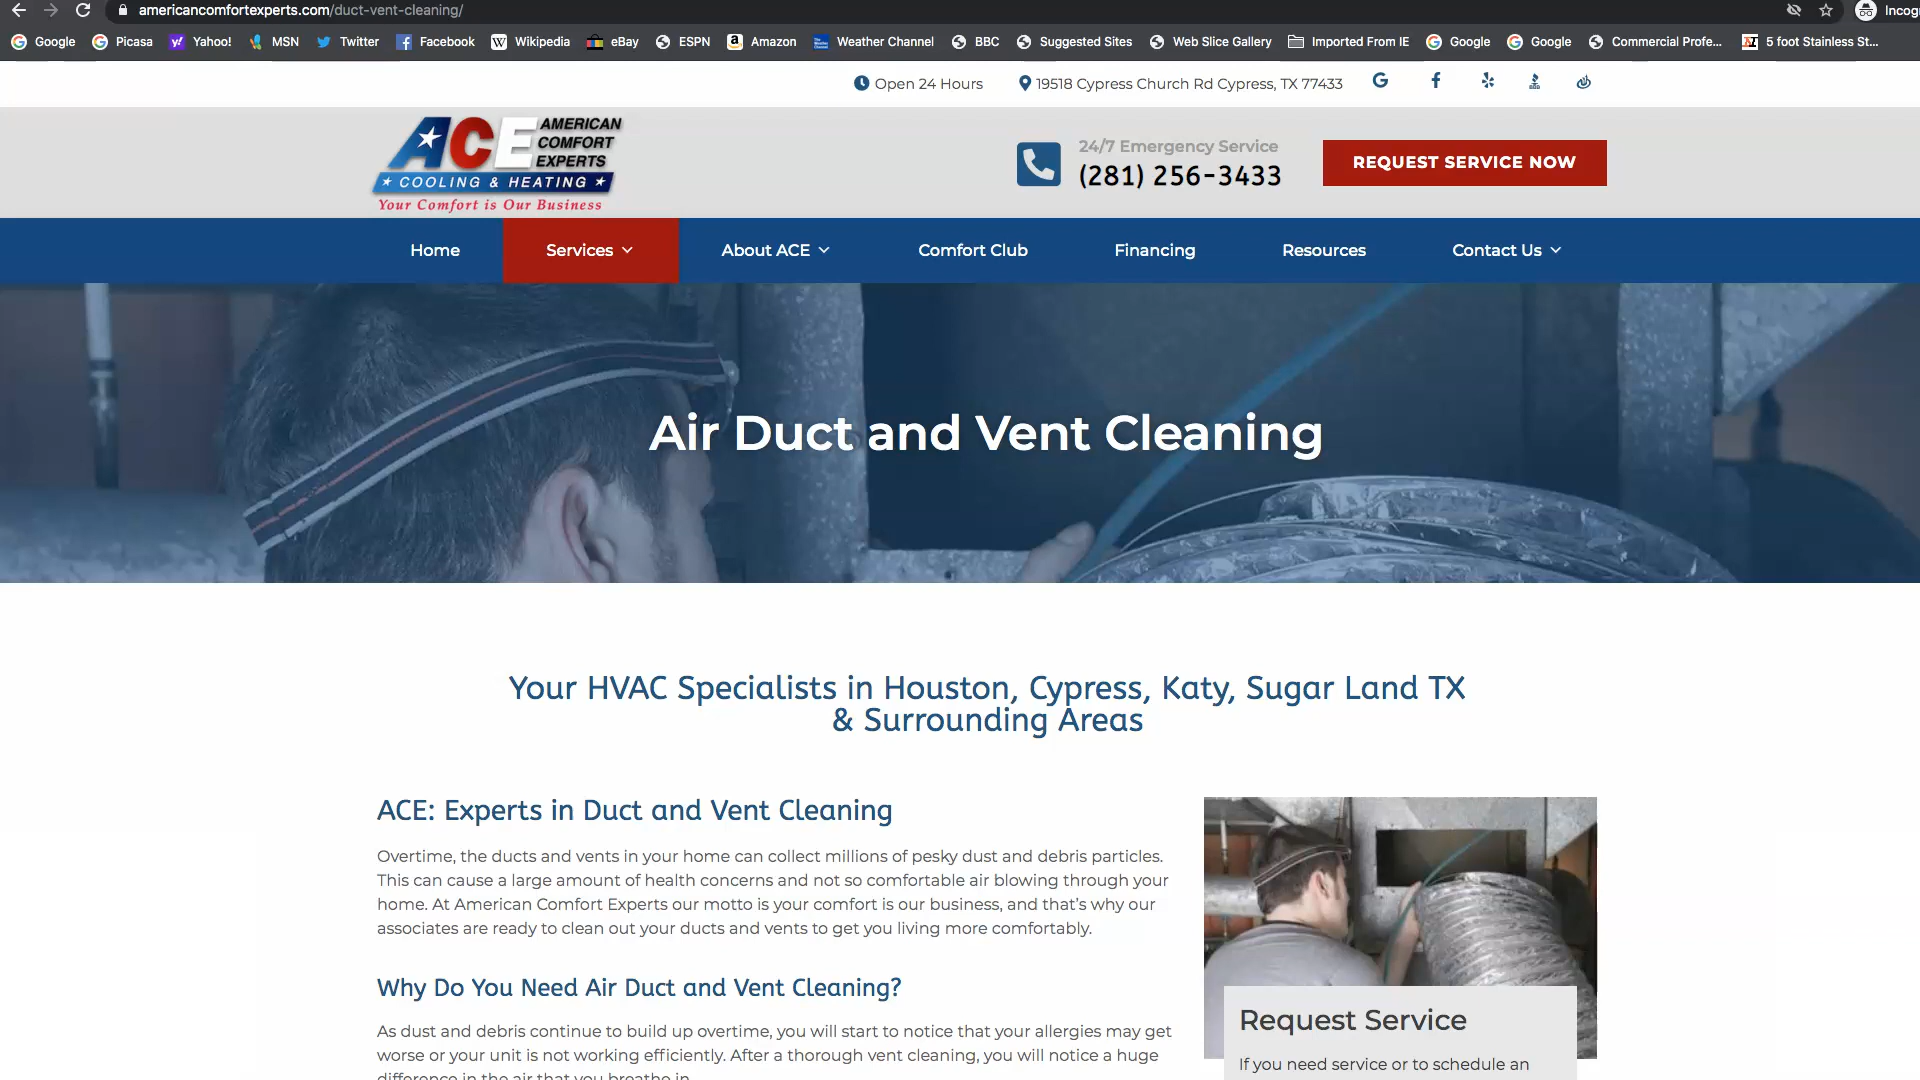 americancomfortexperts.com/duct-vent-cleaning/
Incog
Google Picasa Yahoo! MSN Twitter Facebook Wikipedia eBay ESPN Amazon Weather Channel BBC Suggested Sites Web Slice Gallery Imported From IE Google Google Commercial Profe... 5 foot Stainless St...
Open 24 Hours 19518 Cypress Church Rd Cypress, TX 77433
ACE AMERICAN
COMFORT
EXPERTS
COOLING & HEATING
Your Comfort is Our Business
24/7 Emergency Service
(281) 256-3433
REQUEST SERVICE NOW
Home Services About ACE Comfort Club Financing Resources Contact Us
Air Duct and Vent Cleaning
Your HVAC Specialists in Houston, Cypress, Katy, Sugar Land TX
& Surrounding Areas
ACE: Experts in Duct and Vent Cleaning
Overtime, the ducts and vents in your home can collect millions of pesky dust and debris particles.
This can cause a large amount of health concerns and not so comfortable air blowing through your
home. At American Comfort Experts our motto is your comfort is our business, and that's why our
associates are ready to clean out your ducts and vents to get you living more comfortably.
Why Do You Need Air Duct and Vent Cleaning?
As dust and debris continue to build up overtime, you will start to notice that your allergies may get
worse or your unit is not working efficiently. After a thorough vent cleaning, you will notice a huge
difference in the air that you breathe in.
Request Service
If you need service or to schedule an